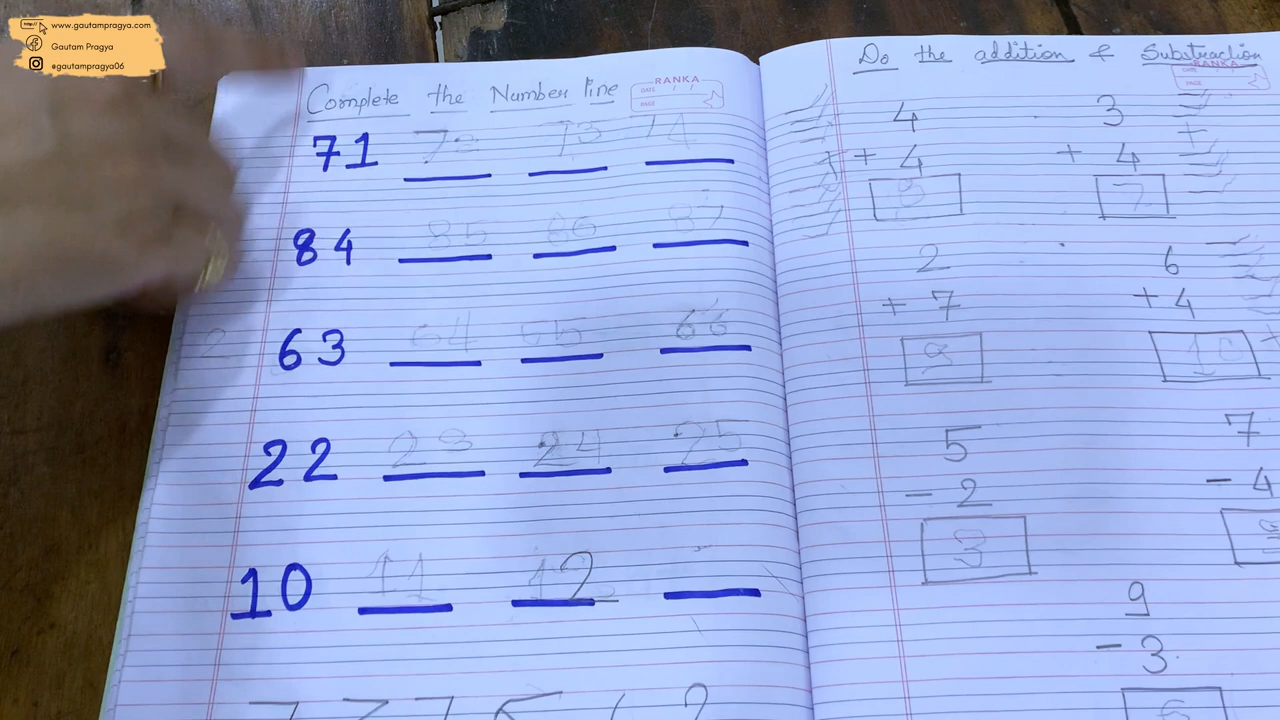 www.gautampragya.com
Gautam Pragya
@gautampragya06
Complete the Number line
RANKA
DATE / /
PAGE
71 72 73 74
84 85 86 87
63 64 65 66
22 23 24 25
10 11 12
Do the addition & Substraction
RANKA
DATE
PAGE
4 3
+ + 4 + 4
8 7
2 6
+ 7 + 4
9 10
5 7
- 2 - 4
3
9
- 3
6